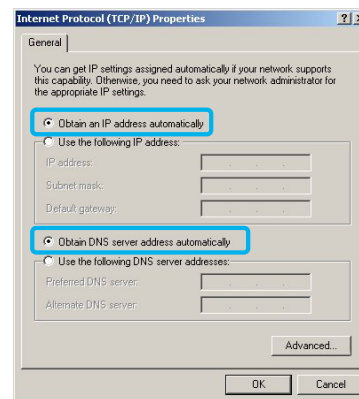 Internet Protocol (TCP/IP) Properties
General
You can get IP settings assigned automatically if your network supports
this capability. Otherwise, you need to ask your network administrator for
the appropriate IP settings.
Obtain an IP address automatically
Use the following IP address:
IP address:
Subnet mask:
Default gateway:
Obtain DNS server address automatically
Use the following DNS server addresses:
Preferred DNS server:
Alternate DNS server:
Advanced...
OK Cancel